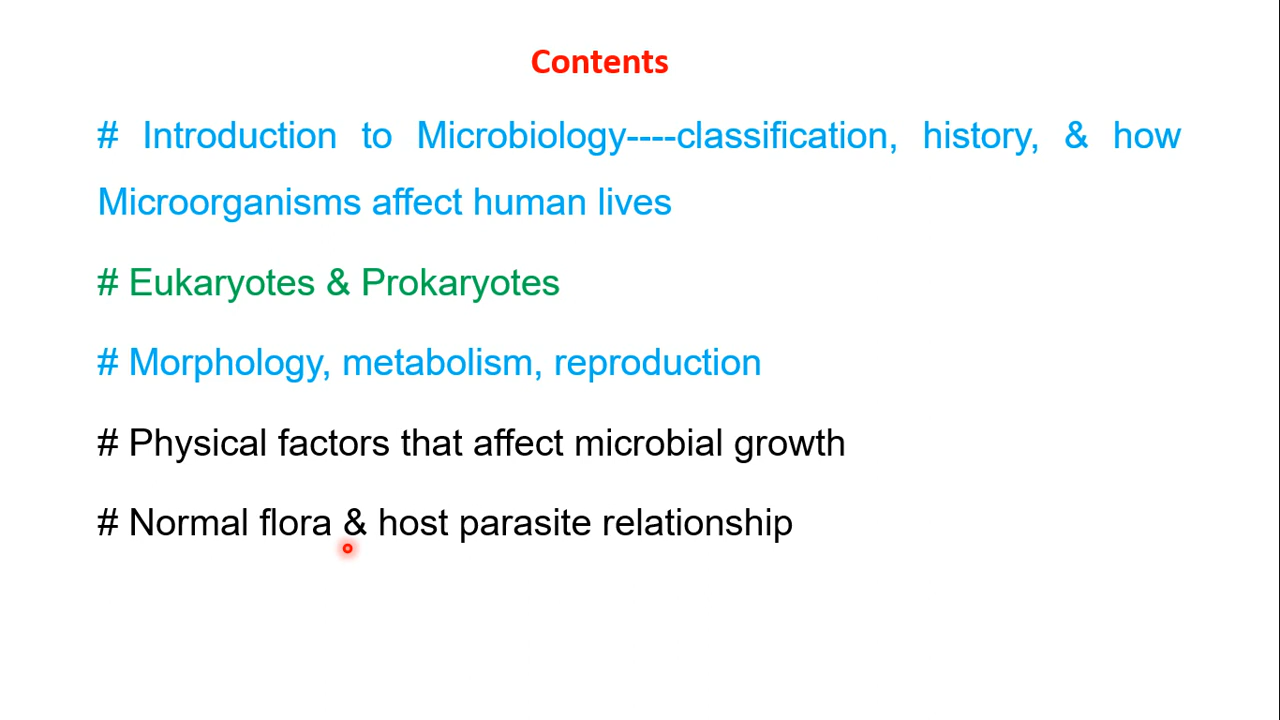 Contents
# Introduction to Microbiology----classification, history, & how
Microorganisms affect human lives
# Eukaryotes & Prokaryotes
# Morphology, metabolism, reproduction
# Physical factors that affect microbial growth
# Normal flora & host parasite relationship